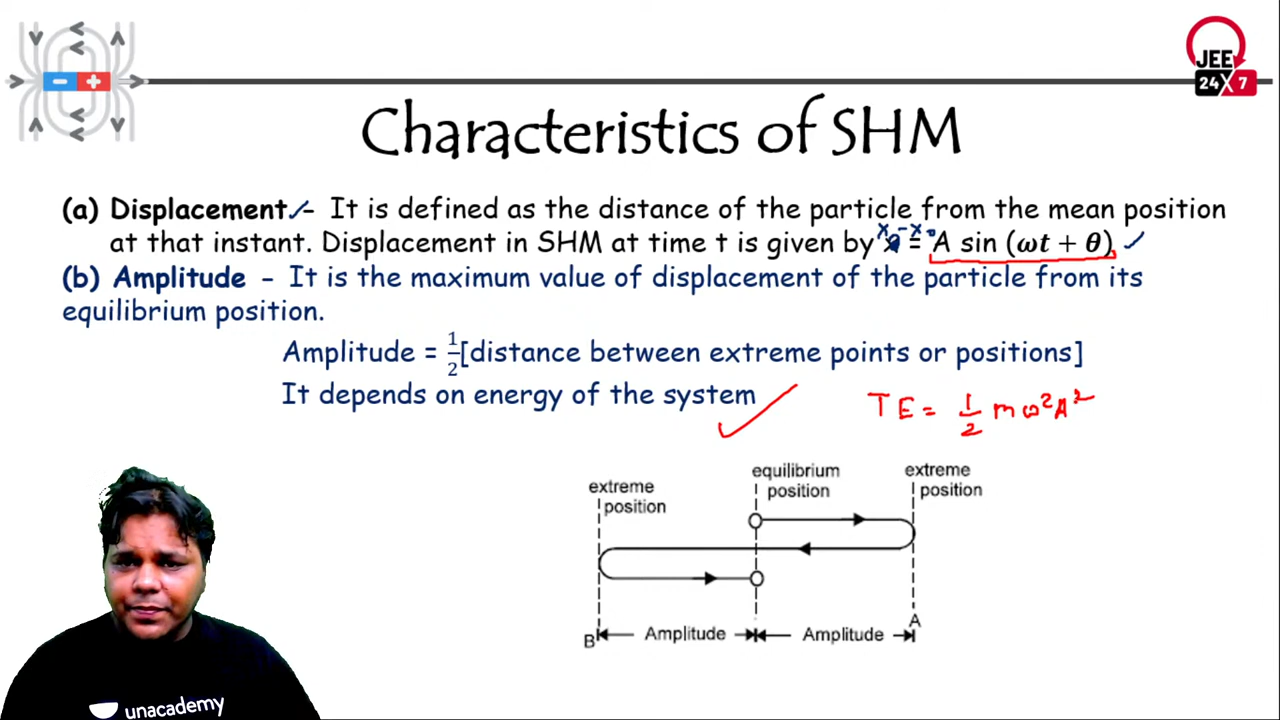 JEE
24X7
Characteristics of SHM
(a) Displacement ✓- It is defined as the distance of the particle from the mean position
at that instant. Displacement in SHM at time t is given by = A sin (ωt + θ) ✓
(b) Amplitude - It is the maximum value of displacement of the particle from its
equilibrium position.
Amplitude = 1/2[distance between extreme points or positions]
It depends on energy of the system ✓
TE = 1/2 mω²A²
extreme position
equilibrium position
extreme position
B Amplitude Amplitude A
unacademy
- +